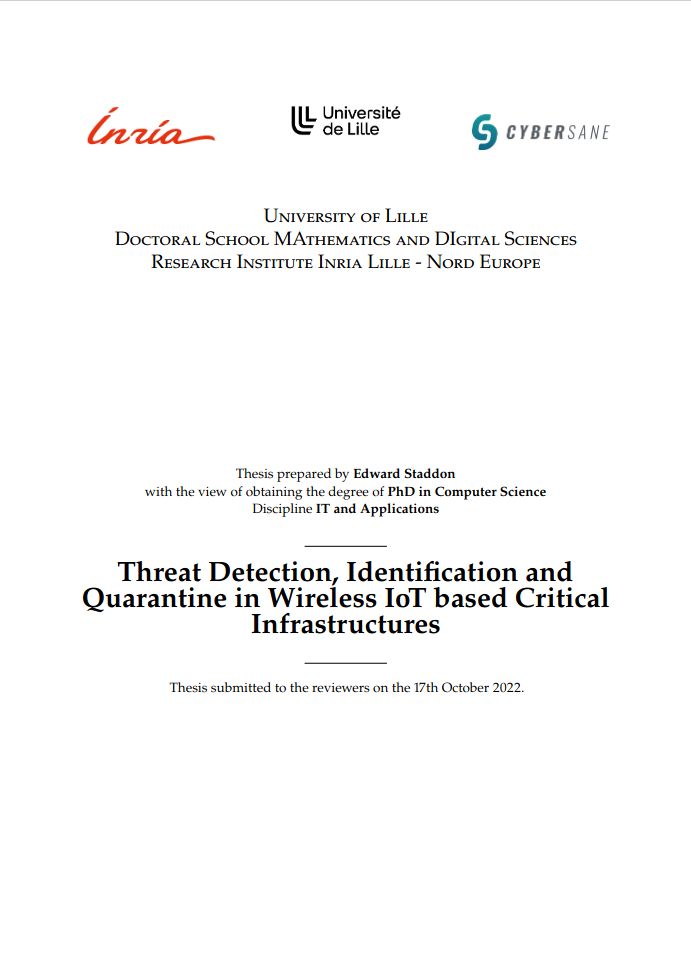 Inria
Université
de Lille
CYBERSANE
University of Lille
Doctoral School MAthematics and DIgital Sciences
Research Institute Inria Lille - Nord Europe
Thesis prepared by Edward Staddon
with the view of obtaining the degree of PhD in Computer Science
Discipline IT and Applications
Threat Detection, Identification and
Quarantine in Wireless IoT based Critical
Infrastructures
Thesis submitted to the reviewers on the 17th October 2022.